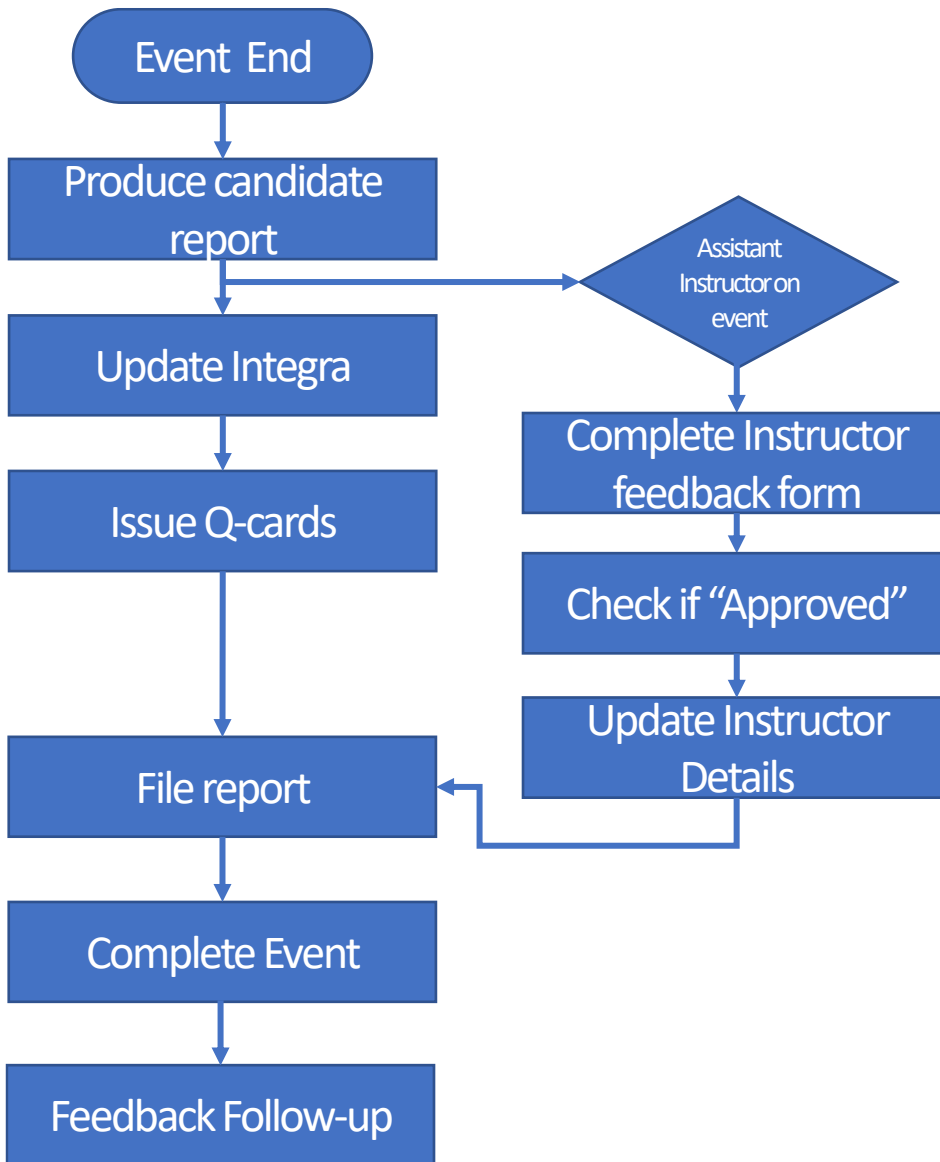 Event End
Produce candidate
report
Assistant
Instructor on
event
Update Integra
Complete Instructor
feedback form
Issue Q-cards
Check if “Approved”
Update Instructor
Details
File report
Complete Event
Feedback Follow-up